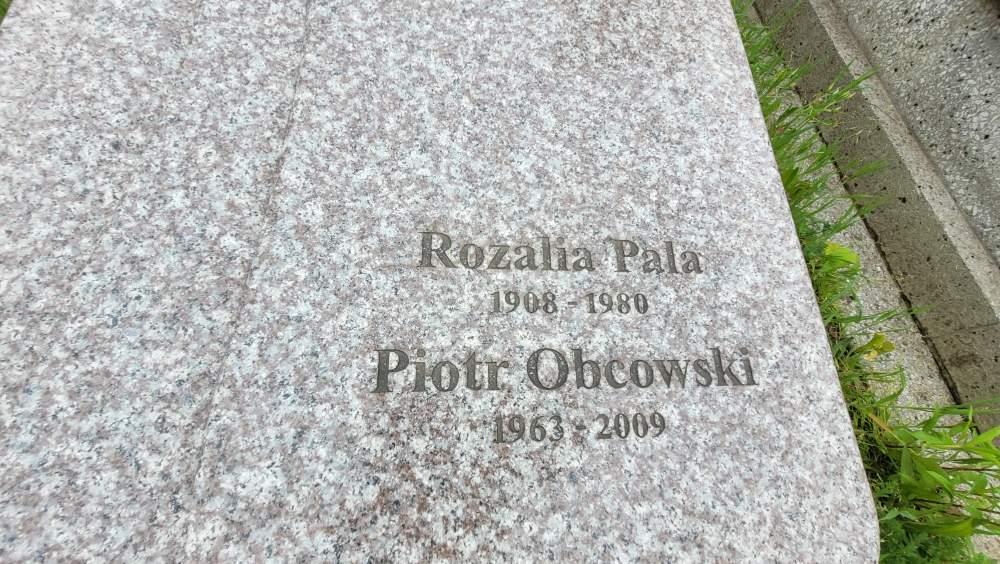 Rozalia Pala
1908 - 1980
Piotr Obcowski
1963 - 2009